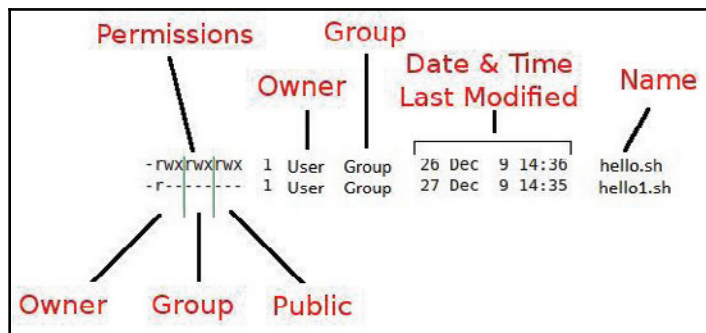 Permissions
Group
Owner
Date & Time
Last Modified
Name
-rwxrwxrwx 1 User Group 26 Dec 9 14:36 hello.sh
-r-------- 1 User Group 27 Dec 9 14:35 hello1.sh
Owner
Group
Public